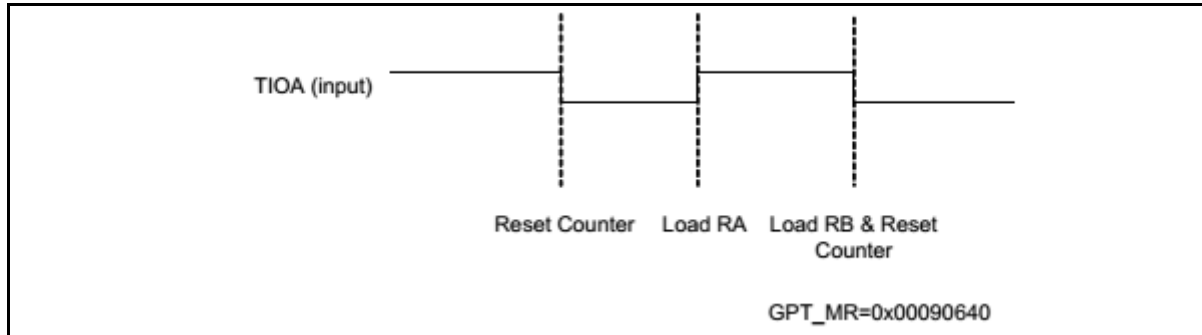 TIOA (input)
Reset Counter
Load RA
Load RB & Reset
Counter
GPT_MR=0x00090640